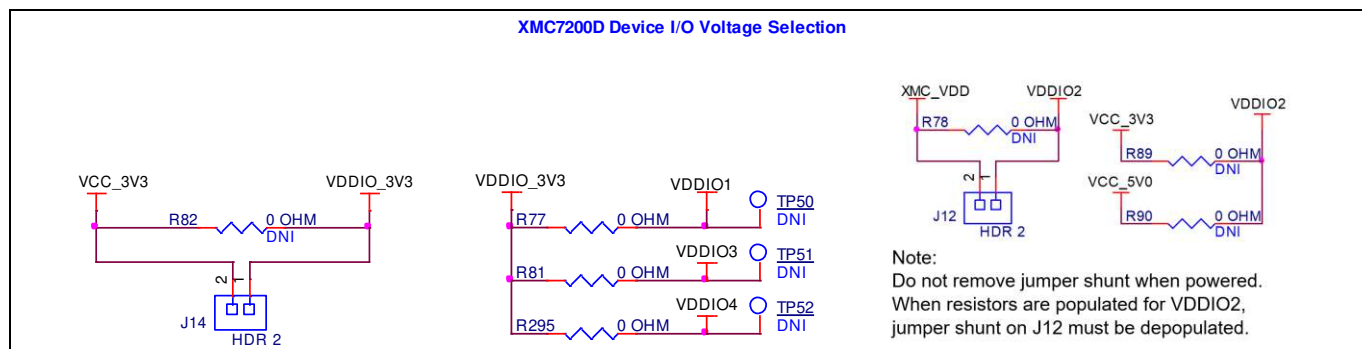 XMC7200D Device I/O Voltage Selection
VCC_3V3
VDDIO_3V3
R82
0 OHM
DNI
2
1
J14
HDR 2
VDDIO_3V3
VDDIO1
TP50
DNI
R77
0 OHM
VDDIO3
TP51
DNI
R81
0 OHM
VDDIO4
TP52
DNI
R295
0 OHM
XMC_VDD
VDDIO2
R78
0 OHM
DNI
2
1
J12
HDR 2
VCC_3V3
VDDIO2
R89
0 OHM
DNI
VCC_5V0
R90
0 OHM
DNI
Note:
Do not remove jumper shunt when powered.
When resistors are populated for VDDIO2,
jumper shunt on J12 must be depopulated.